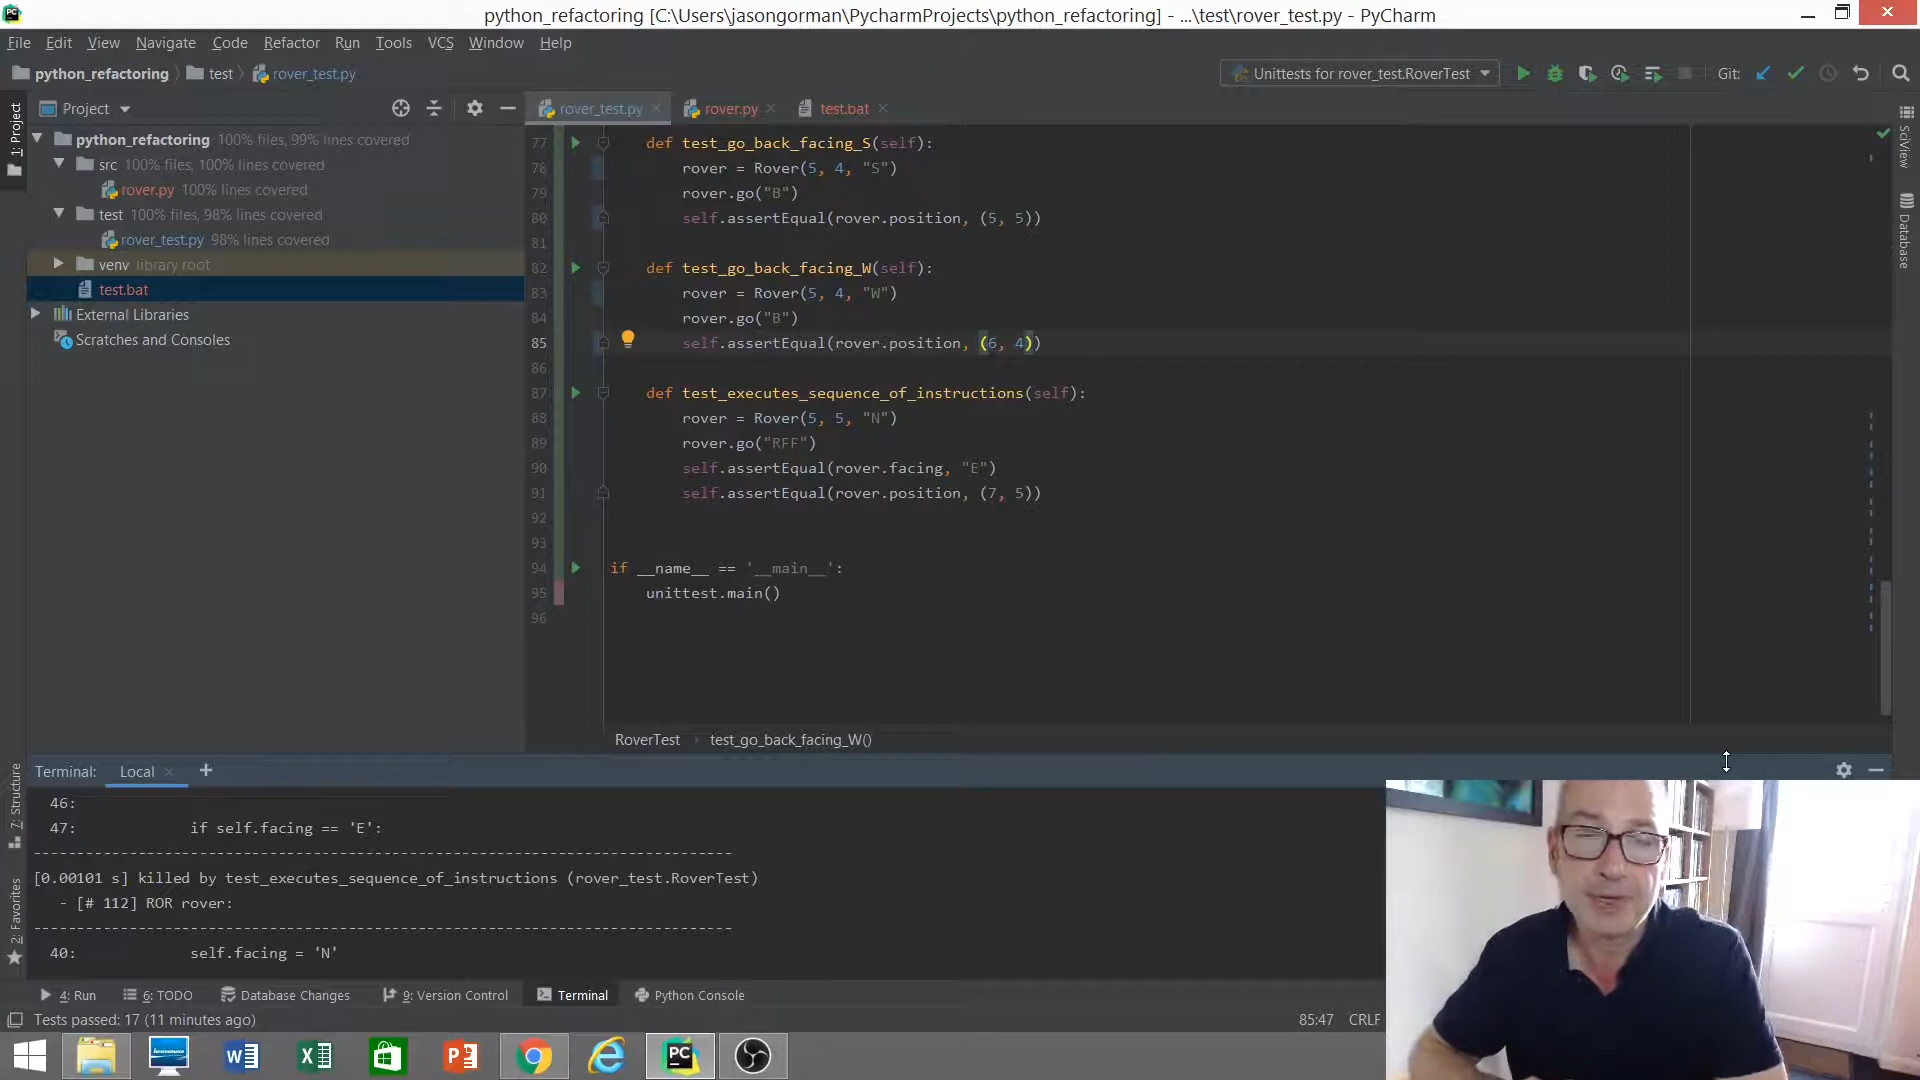 python_refactoring [C:\Users\jasongorman\PycharmProjects\python_refactoring] - ...\test\rover_test.py - PyCharm
File Edit View Navigate Code Refactor Run Tools VCS Window Help
python_refactoring test rover_test.py
Unittests for rover_test.RoverTest
Git:
1: Project
Project
rover_test.py
rover.py
test.bat
python_refactoring 100% files, 99% lines covered
src 100% files, 100% lines covered
rover.py 100% lines covered
test 100% files, 98% lines covered
rover_test.py 98% lines covered
venv library root
test.bat
External Libraries
Scratches and Consoles
77 def test_go_back_facing_S(self):
78 rover = Rover(5, 4, "S")
79 rover.go("B")
80 self.assertEqual(rover.position, (5, 5))
81
82 def test_go_back_facing_W(self):
83 rover = Rover(5, 4, "W")
84 rover.go("B")
85 self.assertEqual(rover.position, (6, 4))
86
87 def test_executes_sequence_of_instructions(self):
88 rover = Rover(5, 5, "N")
89 rover.go("RFF")
90 self.assertEqual(rover.facing, "E")
91 self.assertEqual(rover.position, (7, 5))
92
93
94 if __name__ == '__main__':
95 unittest.main()
96
SciView
Database
RoverTest test_go_back_facing_W()
Terminal: Local +
46:
47: if self.facing == 'E':
--------------------------------------------------------------------------------
[0.00101 s] killed by test_executes_sequence_of_instructions (rover_test.RoverTest)
- [# 112] ROR rover:
--------------------------------------------------------------------------------
40: self.facing = 'N'
7: Structure
2: Favorites
4: Run 6: TODO Database Changes 9: Version Control Terminal Python Console
Tests passed: 17 (11 minutes ago)
85:47 CRLF